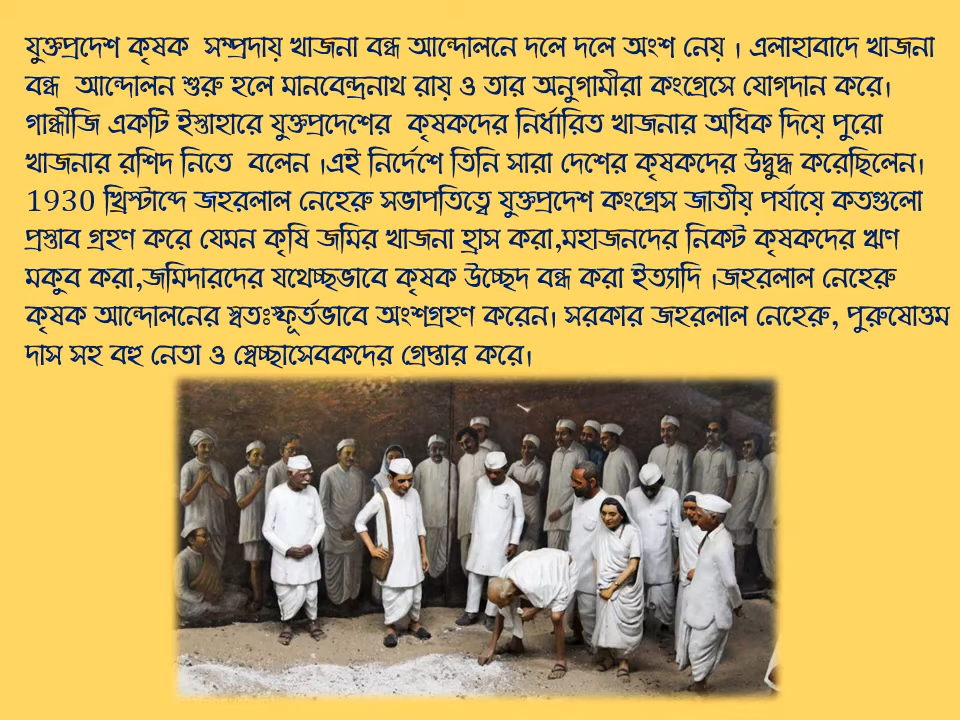 যুক্তপ্রদেশ কৃষক  সম্প্রদায় খাজনা বন্ধ আন্দোলনে দলে দলে অংশ নেয় । এলাহাবাদে খাজনা
বন্ধ  আন্দোলন শুরু হলে মানবেন্দ্রনাথ রায় ও তার অনুগামীরা কংগ্রেসে যোগদান করে।
গান্ধীজি একটি ইস্তাহারে যুক্তপ্রদেশের  কৃষকদের নির্ধারিত খাজনার অধিক দিয়ে পুরো
খাজনার রশিদ নিতে  বলেন ।এই নির্দেশে তিনি সারা দেশের কৃষকদের উদ্বুদ্ধ করেছিলেন।
1930 খ্রিস্টাব্দে জহরলাল নেহেরু সভাপতিত্বে যুক্তপ্রদেশ কংগ্রেস জাতীয় পর্যায়ে কতগুলো
প্রস্তাব গ্রহণ করে যেমন কৃষি জমির খাজনা হ্রাস করা,মহাজনদের নিকট কৃষকদের ঋণ
মকুব করা,জমিদারদের যথেচ্ছভাবে কৃষক উচ্ছেদ বন্ধ করা ইত্যাদি ।জহরলাল নেহেরু
কৃষক আন্দোলনের স্বতঃস্ফূর্তভাবে অংশগ্রহণ করেন। সরকার জহরলাল নেহেরু, পুরুষোত্তম
দাস সহ বহু নেতা ও স্বেচ্ছাসেবকদের গ্রেপ্তার করে।